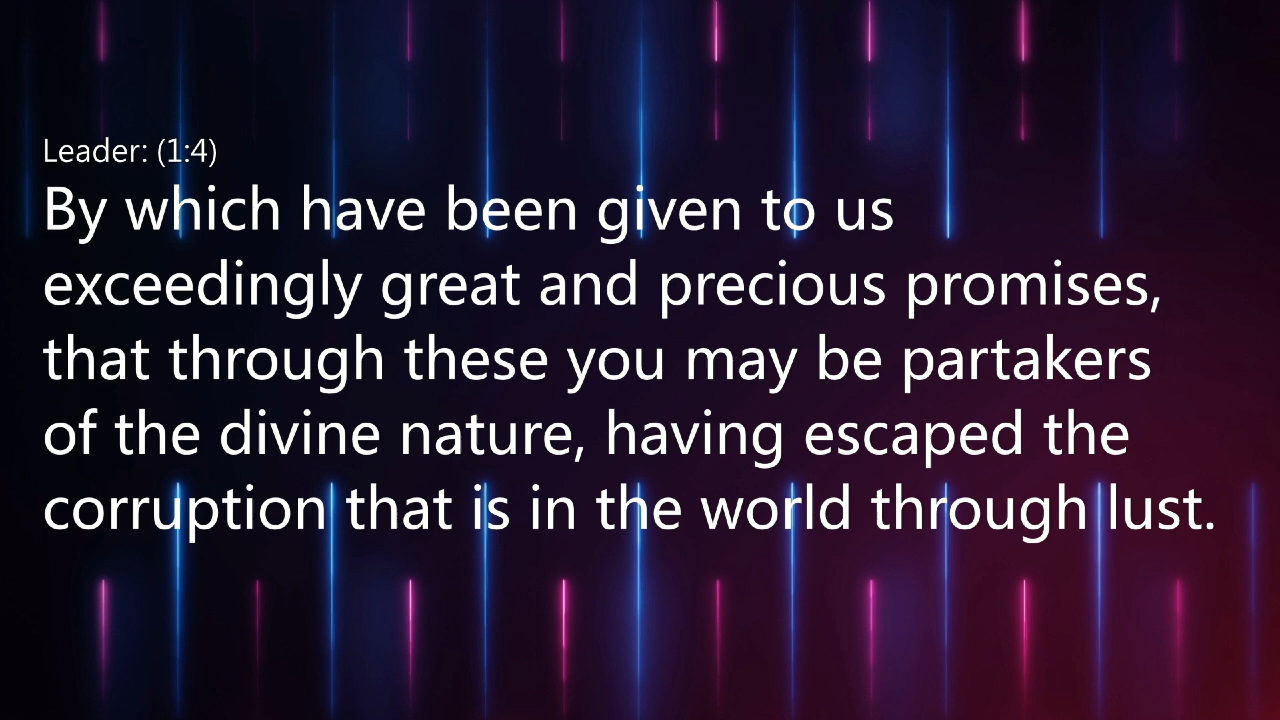 Leader: (1:4)
By which have been given to us
exceedingly great and precious promises,
that through these you may be partakers
of the divine nature, having escaped the
corruption that is in the world through lust.